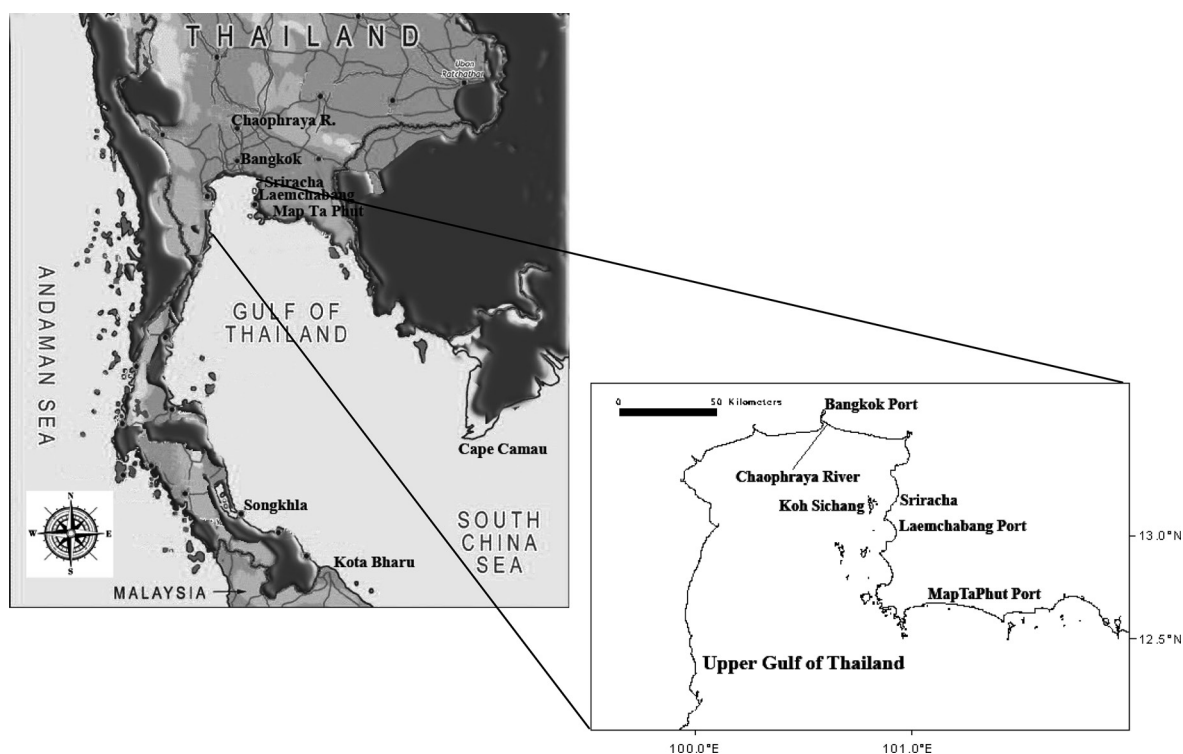 THAILAND
Ubon
Ratchathai
Chaophraya R.
Bangkok
Sriracha
Laemchabang
Map Ta Phut
ANDAMAN SEA
GULF OF
THAILAND
Cape Camau
Songkhla
SOUTH
CHINA
SEA
Kota Bharu
MALAYSIA
N
W
E
S
0 50 Kilometers
Bangkok Port
Chaophraya River
Koh Sichang
Sriracha
Laemchabang Port
13.0°N
MapTaPhut Port
12.5°N
Upper Gulf of Thailand
100.0°E 101.0°E